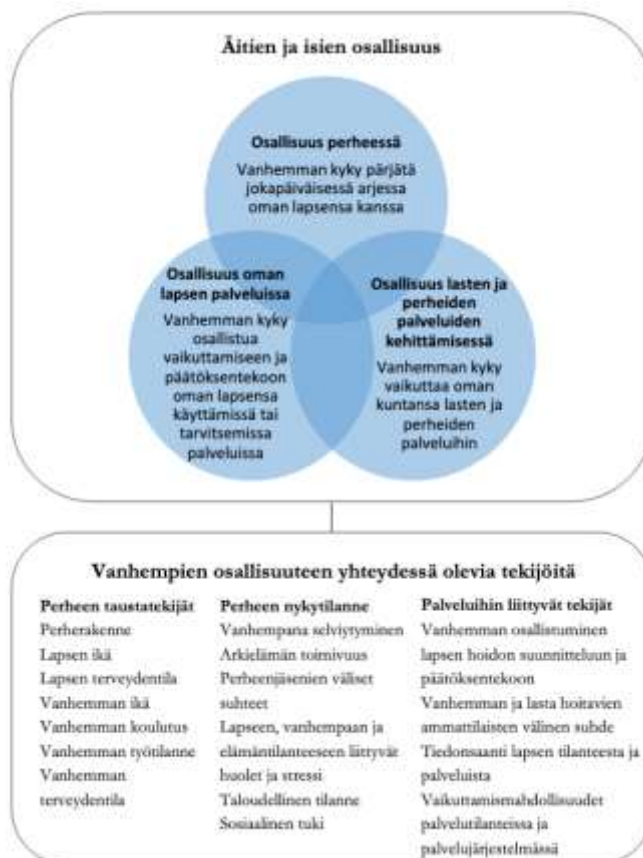 Äitien ja isien osallisuus
Osallisuus perheessä
Vanhemman kyky pärjätä
jokapäiväisessä arjessa
oman lapsensa kanssa
Osallisuus oman
lapsen palveluissa
Vanhemman kyky
osallistua
vaikuttamiseen ja
päätöksentekoon
oman lapsensa
käyttämissä tai
tarvitsemissa
palveluissa
Osallisuus lasten ja
perheiden
palveluiden
kehittämisessä
Vanhemman kyky
vaikuttaa oman
kuntansa lasten ja
perheiden
palveluihin
Vanhempien osallisuuteen yhteydessä olevia tekijöitä
Perheen taustatekijät
Perherakenne
Lapsen ikä
Lapsen terveydentila
Vanhemman ikä
Vanhemman koulutus
Vanhemman työtilanne
Vanhemman
terveydentila
Perheen nykytilanne
Vanhempana selviytyminen
Arkielämän toimivuus
Perheenjäsenien väliset
suhteet
Lapseen, vanhempaan ja
elämäntilanteeseen liittyvät
huolet ja stressi
Taloudellinen tilanne
Sosiaalinen tuki
Palveluihin liittyvät tekijät
Vanhemman osallistuminen
lapsen hoidon suunnitteluun ja
päätöksentekoon
Vanhemman ja lasta hoitavien
ammattilaisten välinen suhde
Tiedonsaanti lapsen tilanteesta ja
palveluista
Vaikuttamismahdollisuudet
palvelutilanteissa ja
palvelujärjestelmässä